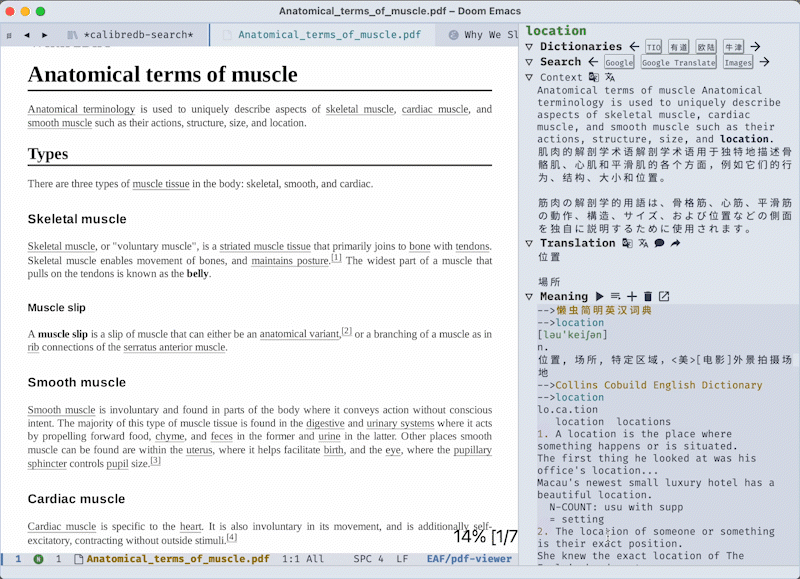 Anatomical_terms_of_muscle.pdf – Doom Emacs
*calibredb-search*
Anatomical_terms_of_muscle.pdf
Why We Sl
Anatomical terms of muscle
Anatomical terminology is used to uniquely describe aspects of skeletal muscle, cardiac muscle, and
smooth muscle such as their actions, structure, size, and location.
Types
There are three types of muscle tissue in the body: skeletal, smooth, and cardiac.
Skeletal muscle
Skeletal muscle, or "voluntary muscle", is a striated muscle tissue that primarily joins to bone with tendons.
Skeletal muscle enables movement of bones, and maintains posture.[1] The widest part of a muscle that
pulls on the tendons is known as the belly.
Muscle slip
A muscle slip is a slip of muscle that can either be an anatomical variant,[2] or a branching of a muscle as in
rib connections of the serratus anterior muscle.
Smooth muscle
Smooth muscle is involuntary and found in parts of the body where it conveys action without conscious
intent. The majority of this type of muscle tissue is found in the digestive and urinary systems where it acts
by propelling forward food, chyme, and feces in the former and urine in the latter. Other places smooth
muscle can be found are within the uterus, where it helps facilitate birth, and the eye, where the pupillary
sphincter controls pupil size.[3]
Cardiac muscle
Cardiac muscle is specific to the heart. It is also involuntary in its movement, and is additionally self-
excitatory, contracting without outside stimuli.[4]
14% [1/7
1 N 1 Anatomical_terms_of_muscle.pdf 1:1 All SPC 4 LF EAF/pdf-viewer
location
Dictionaries ← TIO 有道 欧陆 牛津 →
Search ← Google Google Translate Images →
Context
Anatomical terms of muscle Anatomical
terminology is used to uniquely describe
aspects of skeletal muscle, cardiac
muscle, and smooth muscle such as their
actions, structure, size, and location.
肌肉的解剖学术语解剖学术语用于独特地描述骨
骼肌、心肌和平滑肌的各个方面，例如它们的行
为、结构、大小和位置。
筋肉の解剖学的用語は、骨格筋、心筋、平滑筋
の動作、構造、サイズ、および位置などの側面
を独自に説明するために使用されます。
Translation
位置
場所
Meaning
-->懒虫简明英汉词典
-->location
[ləu'keiʃən]
n.
位置, 场所, 特定区域, <美>[电影]外景拍摄场
地
-->Collins Cobuild English Dictionary
-->location
lo.ca.tion
location locations
1. A location is the place where
something happens or is situated.
The first thing he looked at was his
office's location...
Macau's newest small luxury hotel has a
beautiful location.
N-COUNT: usu with supp
= setting
2. The location of someone or something
is their exact position.
She knew the exact location of The